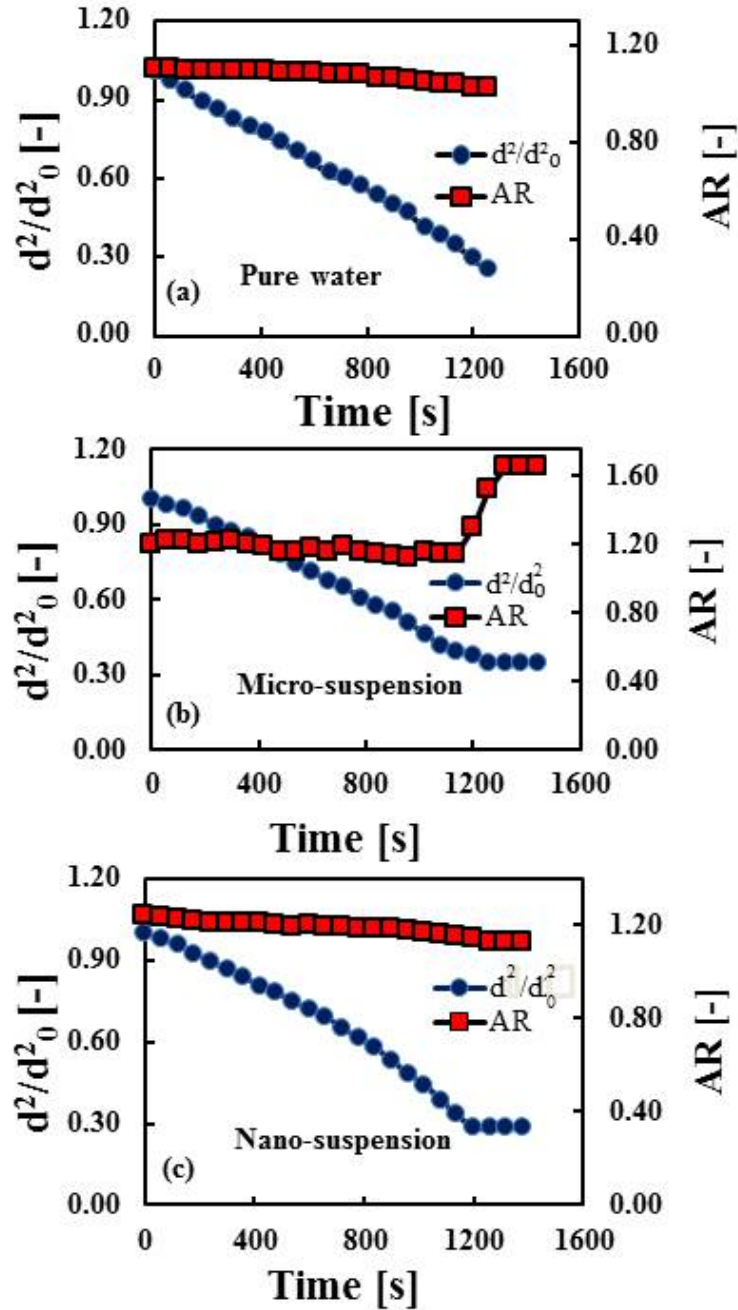 1.20
1.20
0.90
0.80
0.60
0.40
0.30
0.00
0.00
d²/d²₀ [-]
AR [-]
d²/d²₀
AR
(a)
Pure water
0 400 800 1200 1600
Time [s]
1.20
1.60
0.90
1.20
0.60
0.80
0.30
0.40
0.00
0.00
d²/d²₀ [-]
AR [-]
d²/d₀²
AR
Micro-suspension
(b)
0 400 800 1200 1600
Time [s]
1.20
1.20
0.90
0.80
0.60
0.40
0.30
0.00
0.00
d²/d²₀ [-]
AR [-]
d²/d₀²
AR
Nano-suspension
(c)
0 400 800 1200 1600
Time [s]